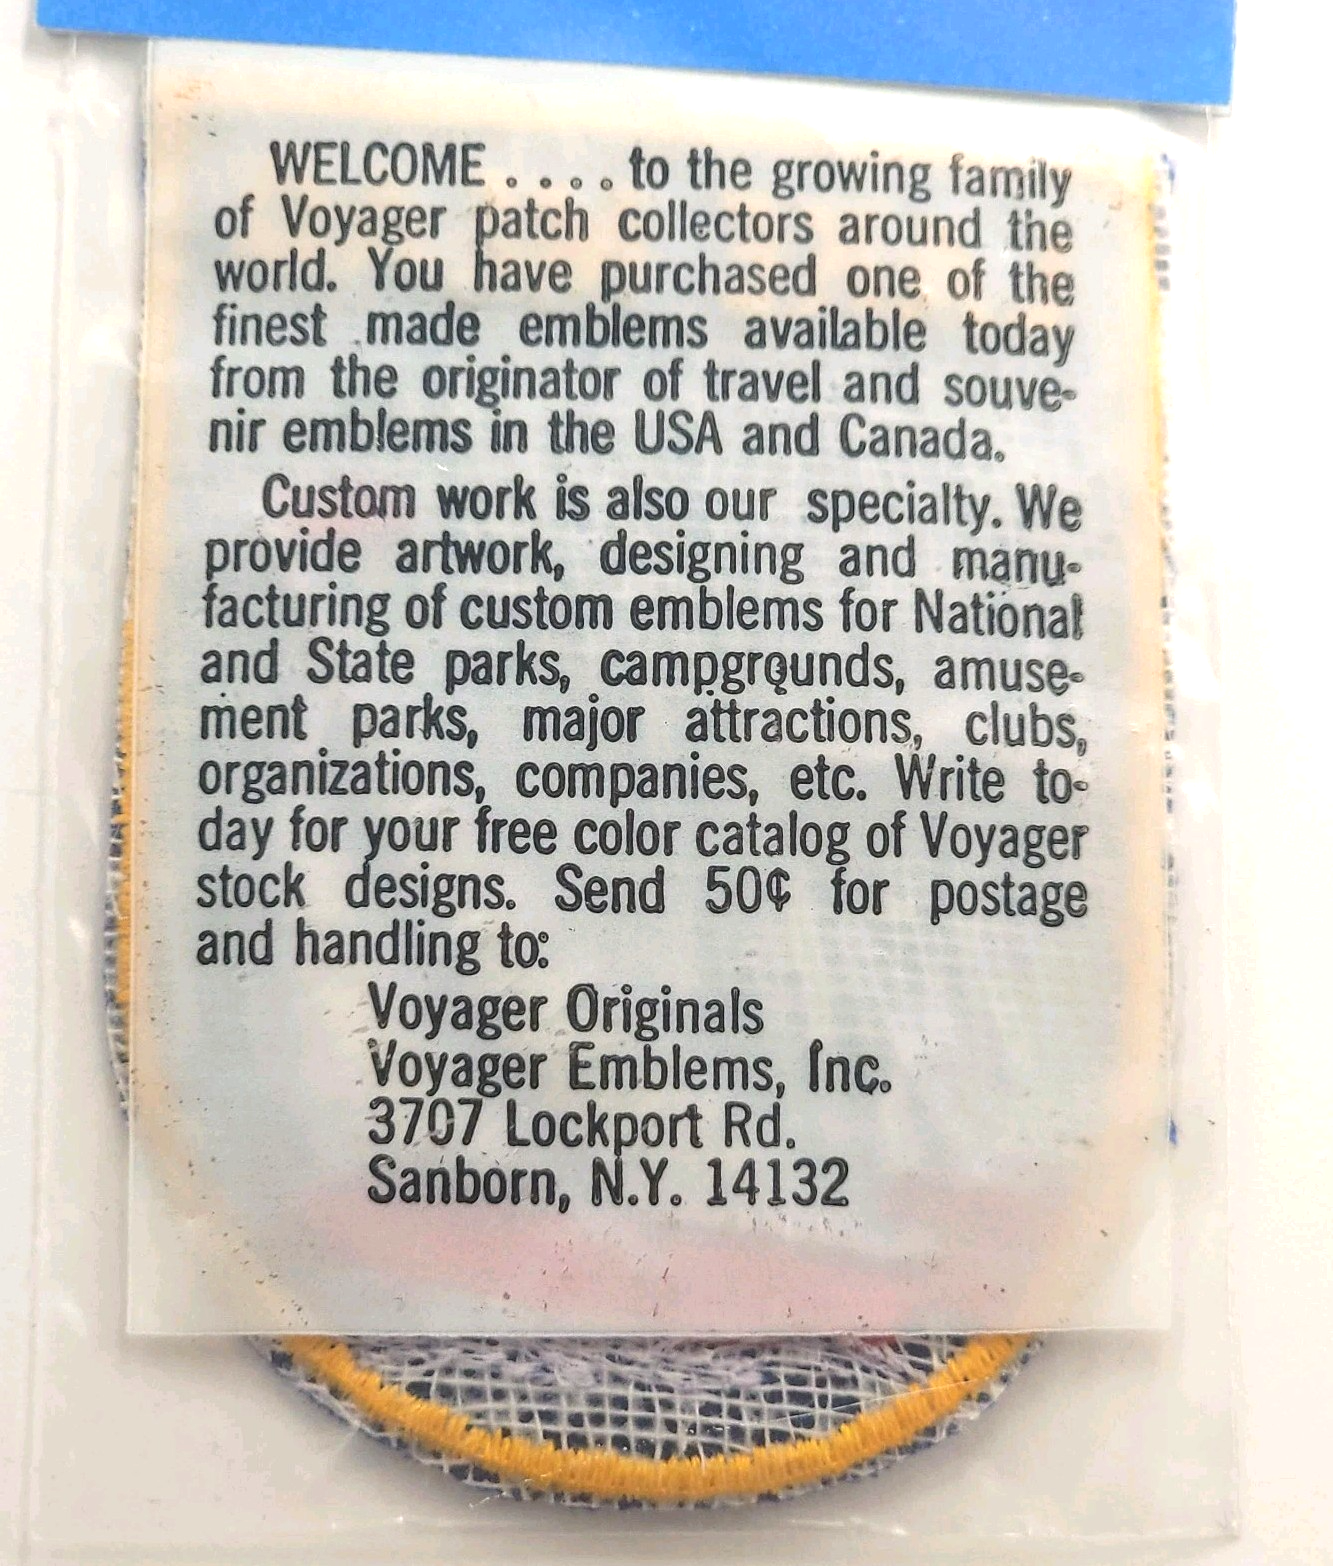 WELCOME . . . . to the growing family
of Voyager patch collectors around the
world. You have purchased one of the
finest made emblems available today
from the originator of travel and souve-
nir emblems in the USA and Canada.
Custom work is also our specialty. We
provide artwork, designing and manu-
facturing of custom emblems for National
and State parks, campgrounds, amuse-
ment parks, major attractions, clubs,
organizations, companies, etc. Write to-
day for your free color catalog of Voyager
stock designs. Send 50¢ for postage
and handling to:
Voyager Originals
Voyager Emblems, Inc.
3707 Lockport Rd.
Sanborn, N.Y. 14132